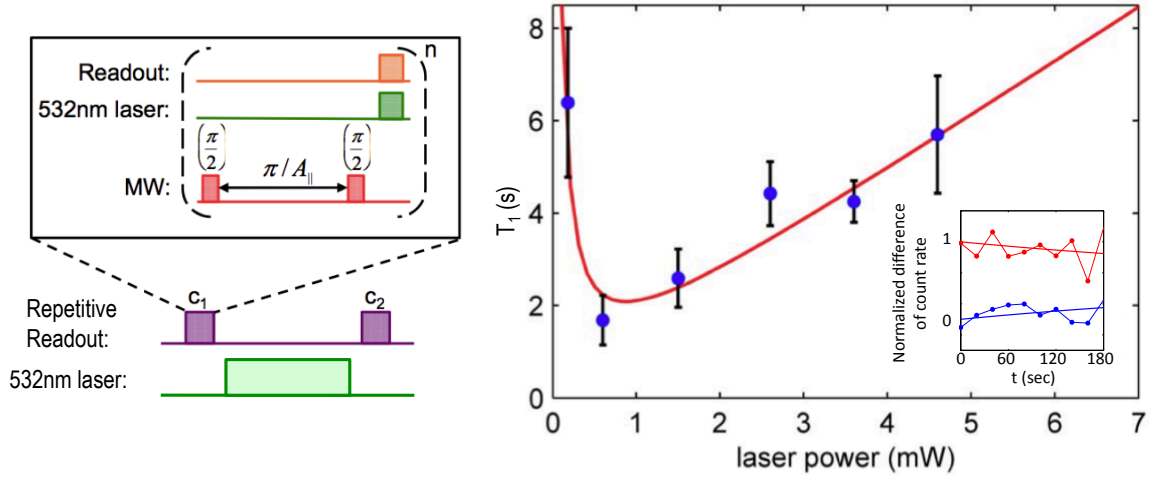 n
Readout:
532nm laser:
(π/2) (π/2)
π / A∥
MW:
c₁ c₂
Repetitive
Readout:
532nm laser:
T₁ (s)
8
6
4
2
0
0 1 2 3 4 5 6 7
laser power (mW)
Normalized difference
of count rate
1
0
0 60 120 180
t (sec)